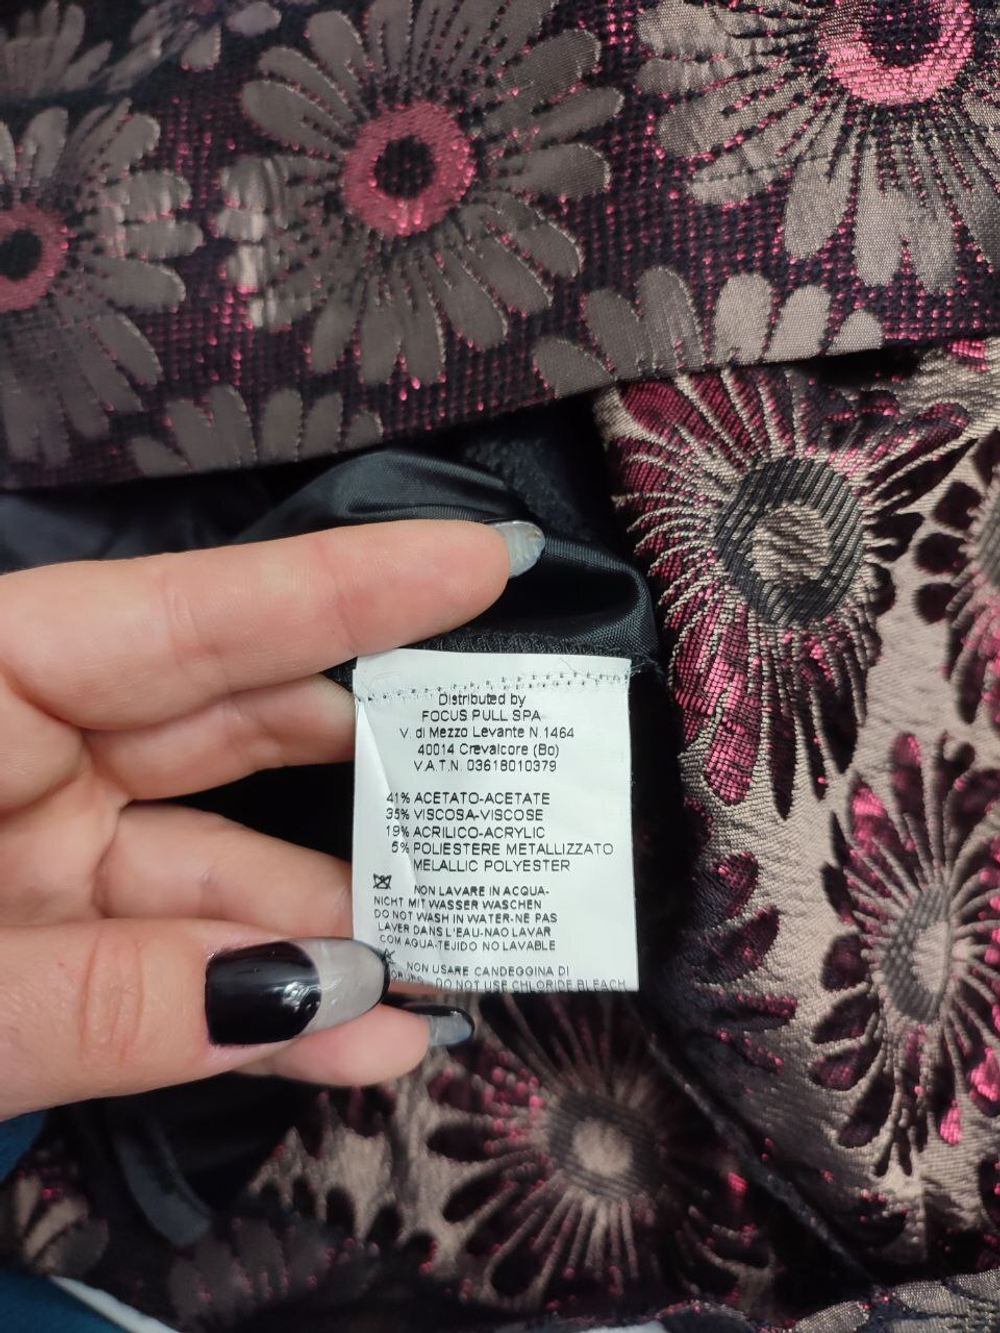 Distributed by
FOCUS PULL SPA
V. di Mezzo Levante N.1464
40014 Crevalcore (Bo)
V.A.T.N. 03618010379
41% ACETATO-ACETATE
35% VISCOSA-VISCOSE
19% ACRILICO-ACRYLIC
5% POLIESTERE METALLIZZATO
MELALLIC POLYESTER
NON LAVARE IN ACQUA-
NICHT MIT WASSER WASCHEN
DO NOT WASH IN WATER-NE PAS
LAVER DANS L'EAU-NAO LAVAR
COM AGUA-TEJIDO NO LAVABLE
NON USARE CANDEGGINA DI
DO NOT USE CHLORIDE BLEACH